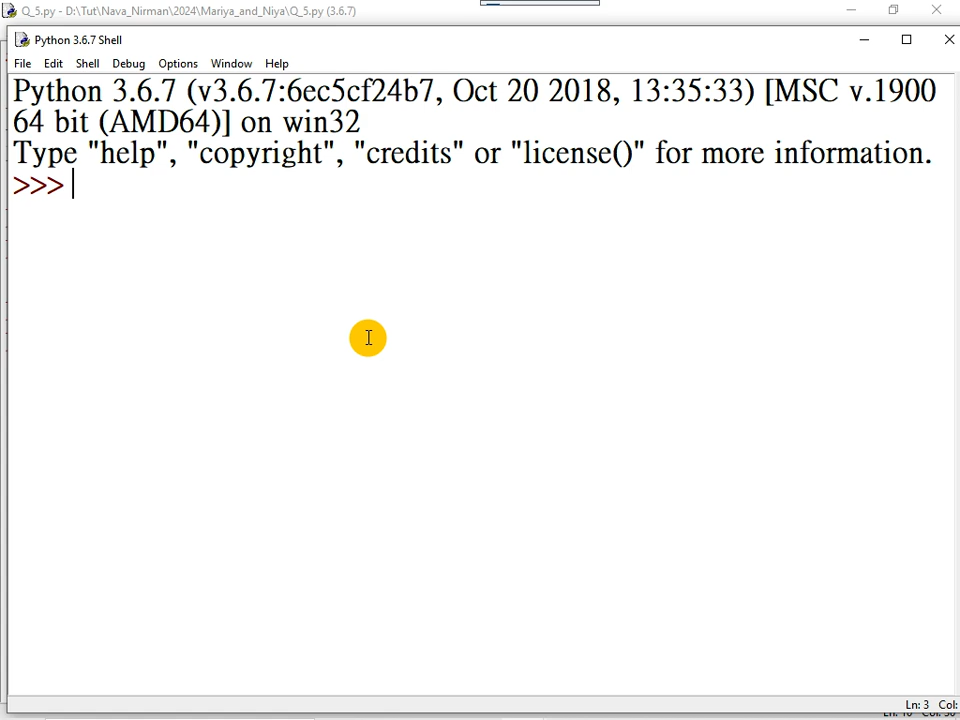 Q_5.py - D:\Tut\Nava_Nirman\2024\Mariya_and_Niya\Q_5.py (3.6.7)
Python 3.6.7 Shell
File Edit Shell Debug Options Window Help
Python 3.6.7 (v3.6.7:6ec5cf24b7, Oct 20 2018, 13:35:33) [MSC v.1900
64 bit (AMD64)] on win32
Type "help", "copyright", "credits" or "license()" for more information.
>>>
Ln: 3 Col: